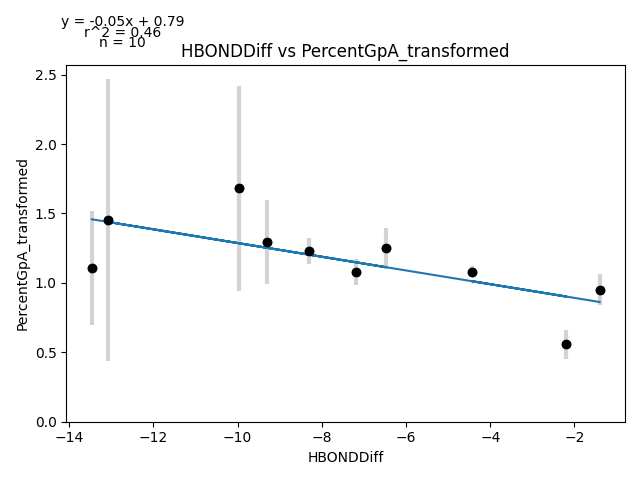 y = -0.05x + 0.79
r^2 = 0.46
n = 10
HBONDDiff vs PercentGpA_transformed
PercentGpA_transformed
2.5
2.0
1.5
1.0
0.5
0.0
−14 −12 −10 −8 −6 −4 −2
HBONDDiff